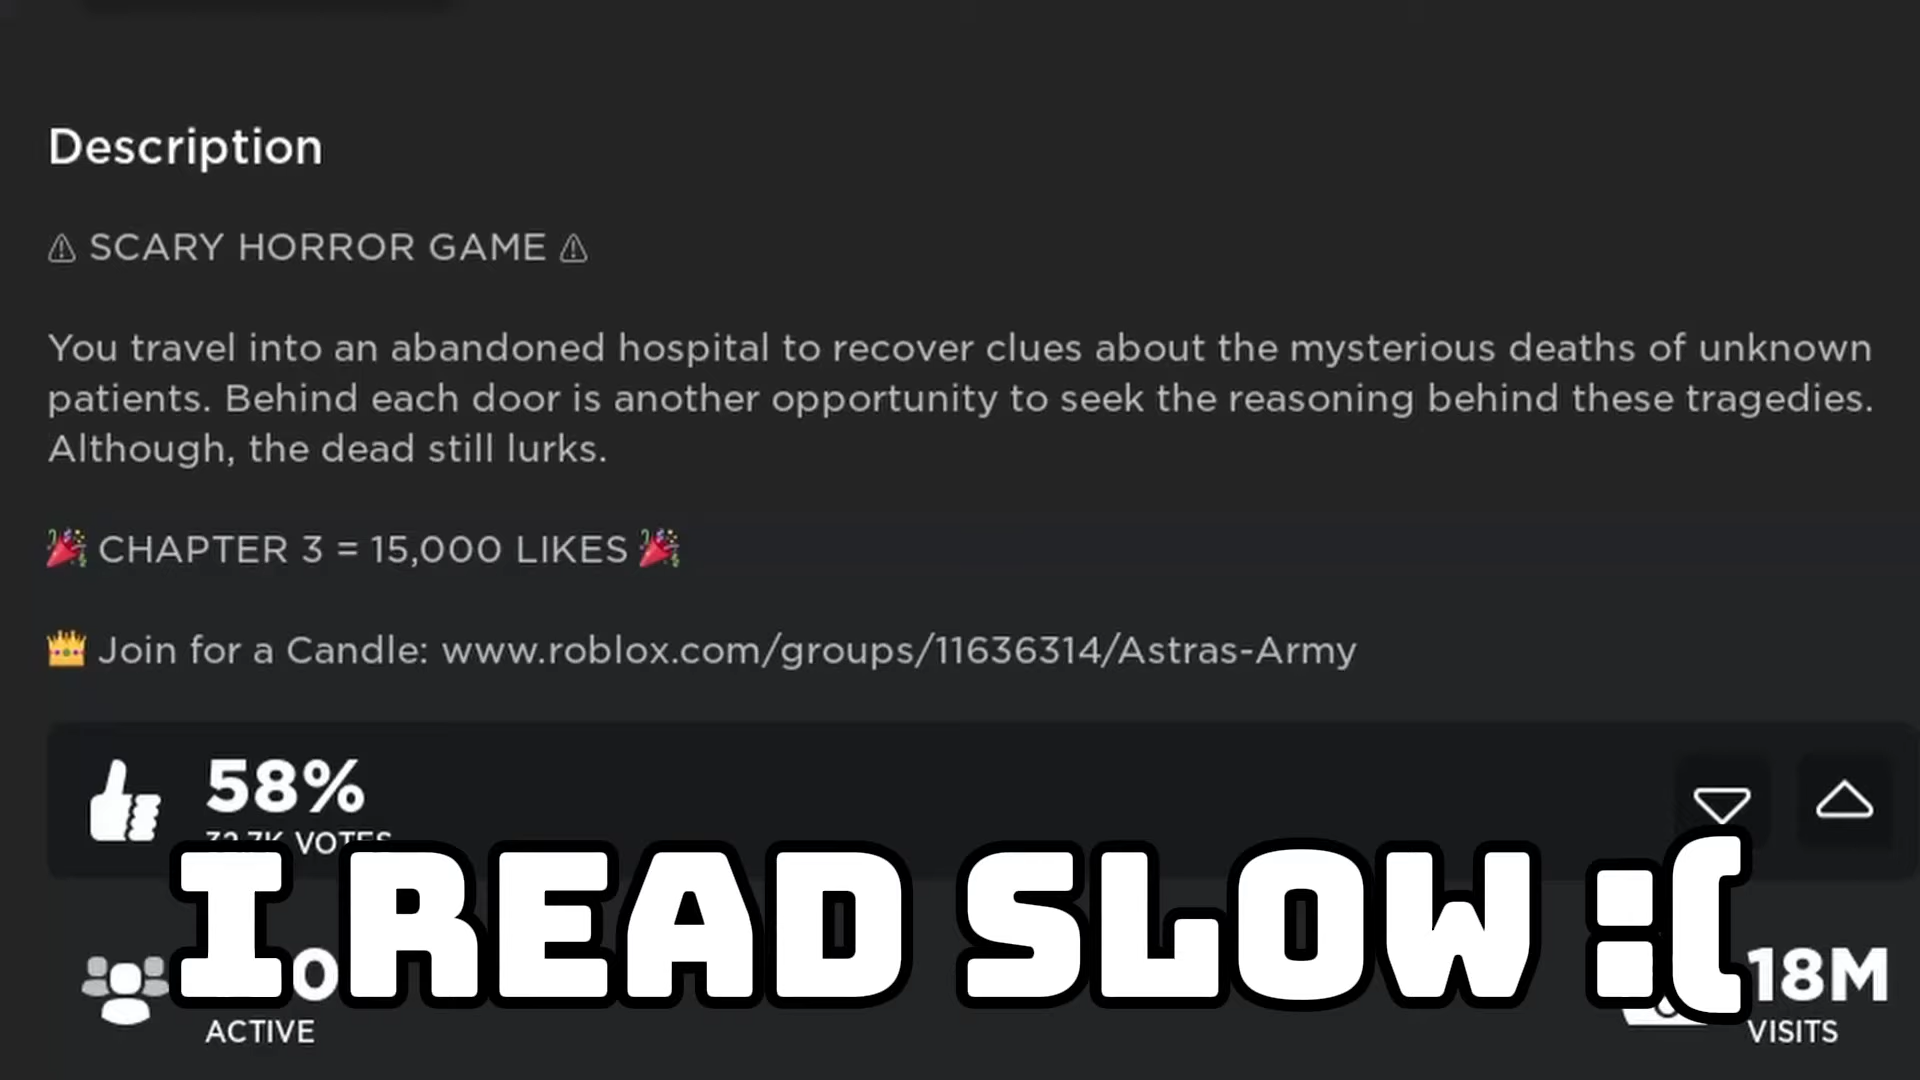 Description
⚠ SCARY HORROR GAME ⚠
You travel into an abandoned hospital to recover clues about the mysterious deaths of unknown
patients. Behind each door is another opportunity to seek the reasoning behind these tragedies.
Although, the dead still lurks.
🎉 CHAPTER 3 = 15,000 LIKES 🎉
👑 Join for a Candle: www.roblox.com/groups/11636314/Astras-Army
58%
VOTES
I READ SLOW :(
18M
ACTIVE
VISITS